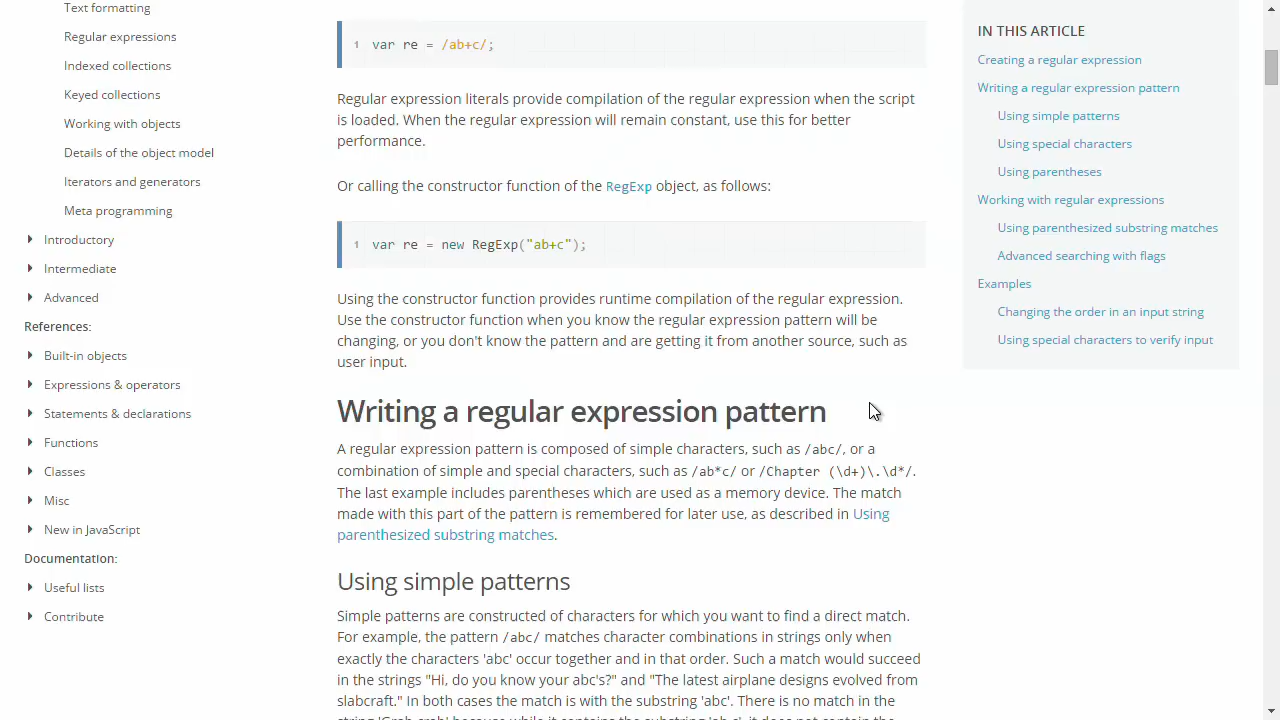 Text formatting
Regular expressions
Indexed collections
Keyed collections
Working with objects
Details of the object model
Iterators and generators
Meta programming
Introductory
Intermediate
Advanced
References:
Built-in objects
Expressions & operators
Statements & declarations
Functions
Classes
Misc
New in JavaScript
Documentation:
Useful lists
Contribute
1 var re = /ab+c/;
Regular expression literals provide compilation of the regular expression when the script
is loaded. When the regular expression will remain constant, use this for better
performance.
Or calling the constructor function of the RegExp object, as follows:
1 var re = new RegExp("ab+c");
Using the constructor function provides runtime compilation of the regular expression.
Use the constructor function when you know the regular expression pattern will be
changing, or you don't know the pattern and are getting it from another source, such as
user input.
Writing a regular expression pattern
A regular expression pattern is composed of simple characters, such as /abc/, or a
combination of simple and special characters, such as /ab*c/ or /Chapter (\d+)\.\d*/.
The last example includes parentheses which are used as a memory device. The match
made with this part of the pattern is remembered for later use, as described in Using
parenthesized substring matches.
Using simple patterns
Simple patterns are constructed of characters for which you want to find a direct match.
For example, the pattern /abc/ matches character combinations in strings only when
exactly the characters 'abc' occur together and in that order. Such a match would succeed
in the strings "Hi, do you know your abc's?" and "The latest airplane designs evolved from
slabcraft." In both cases the match is with the substring 'abc'. There is no match in the
string 'Grab crab' because while it contains the substring 'ab c', it does not contain the
IN THIS ARTICLE
Creating a regular expression
Writing a regular expression pattern
Using simple patterns
Using special characters
Using parentheses
Working with regular expressions
Using parenthesized substring matches
Advanced searching with flags
Examples
Changing the order in an input string
Using special characters to verify input